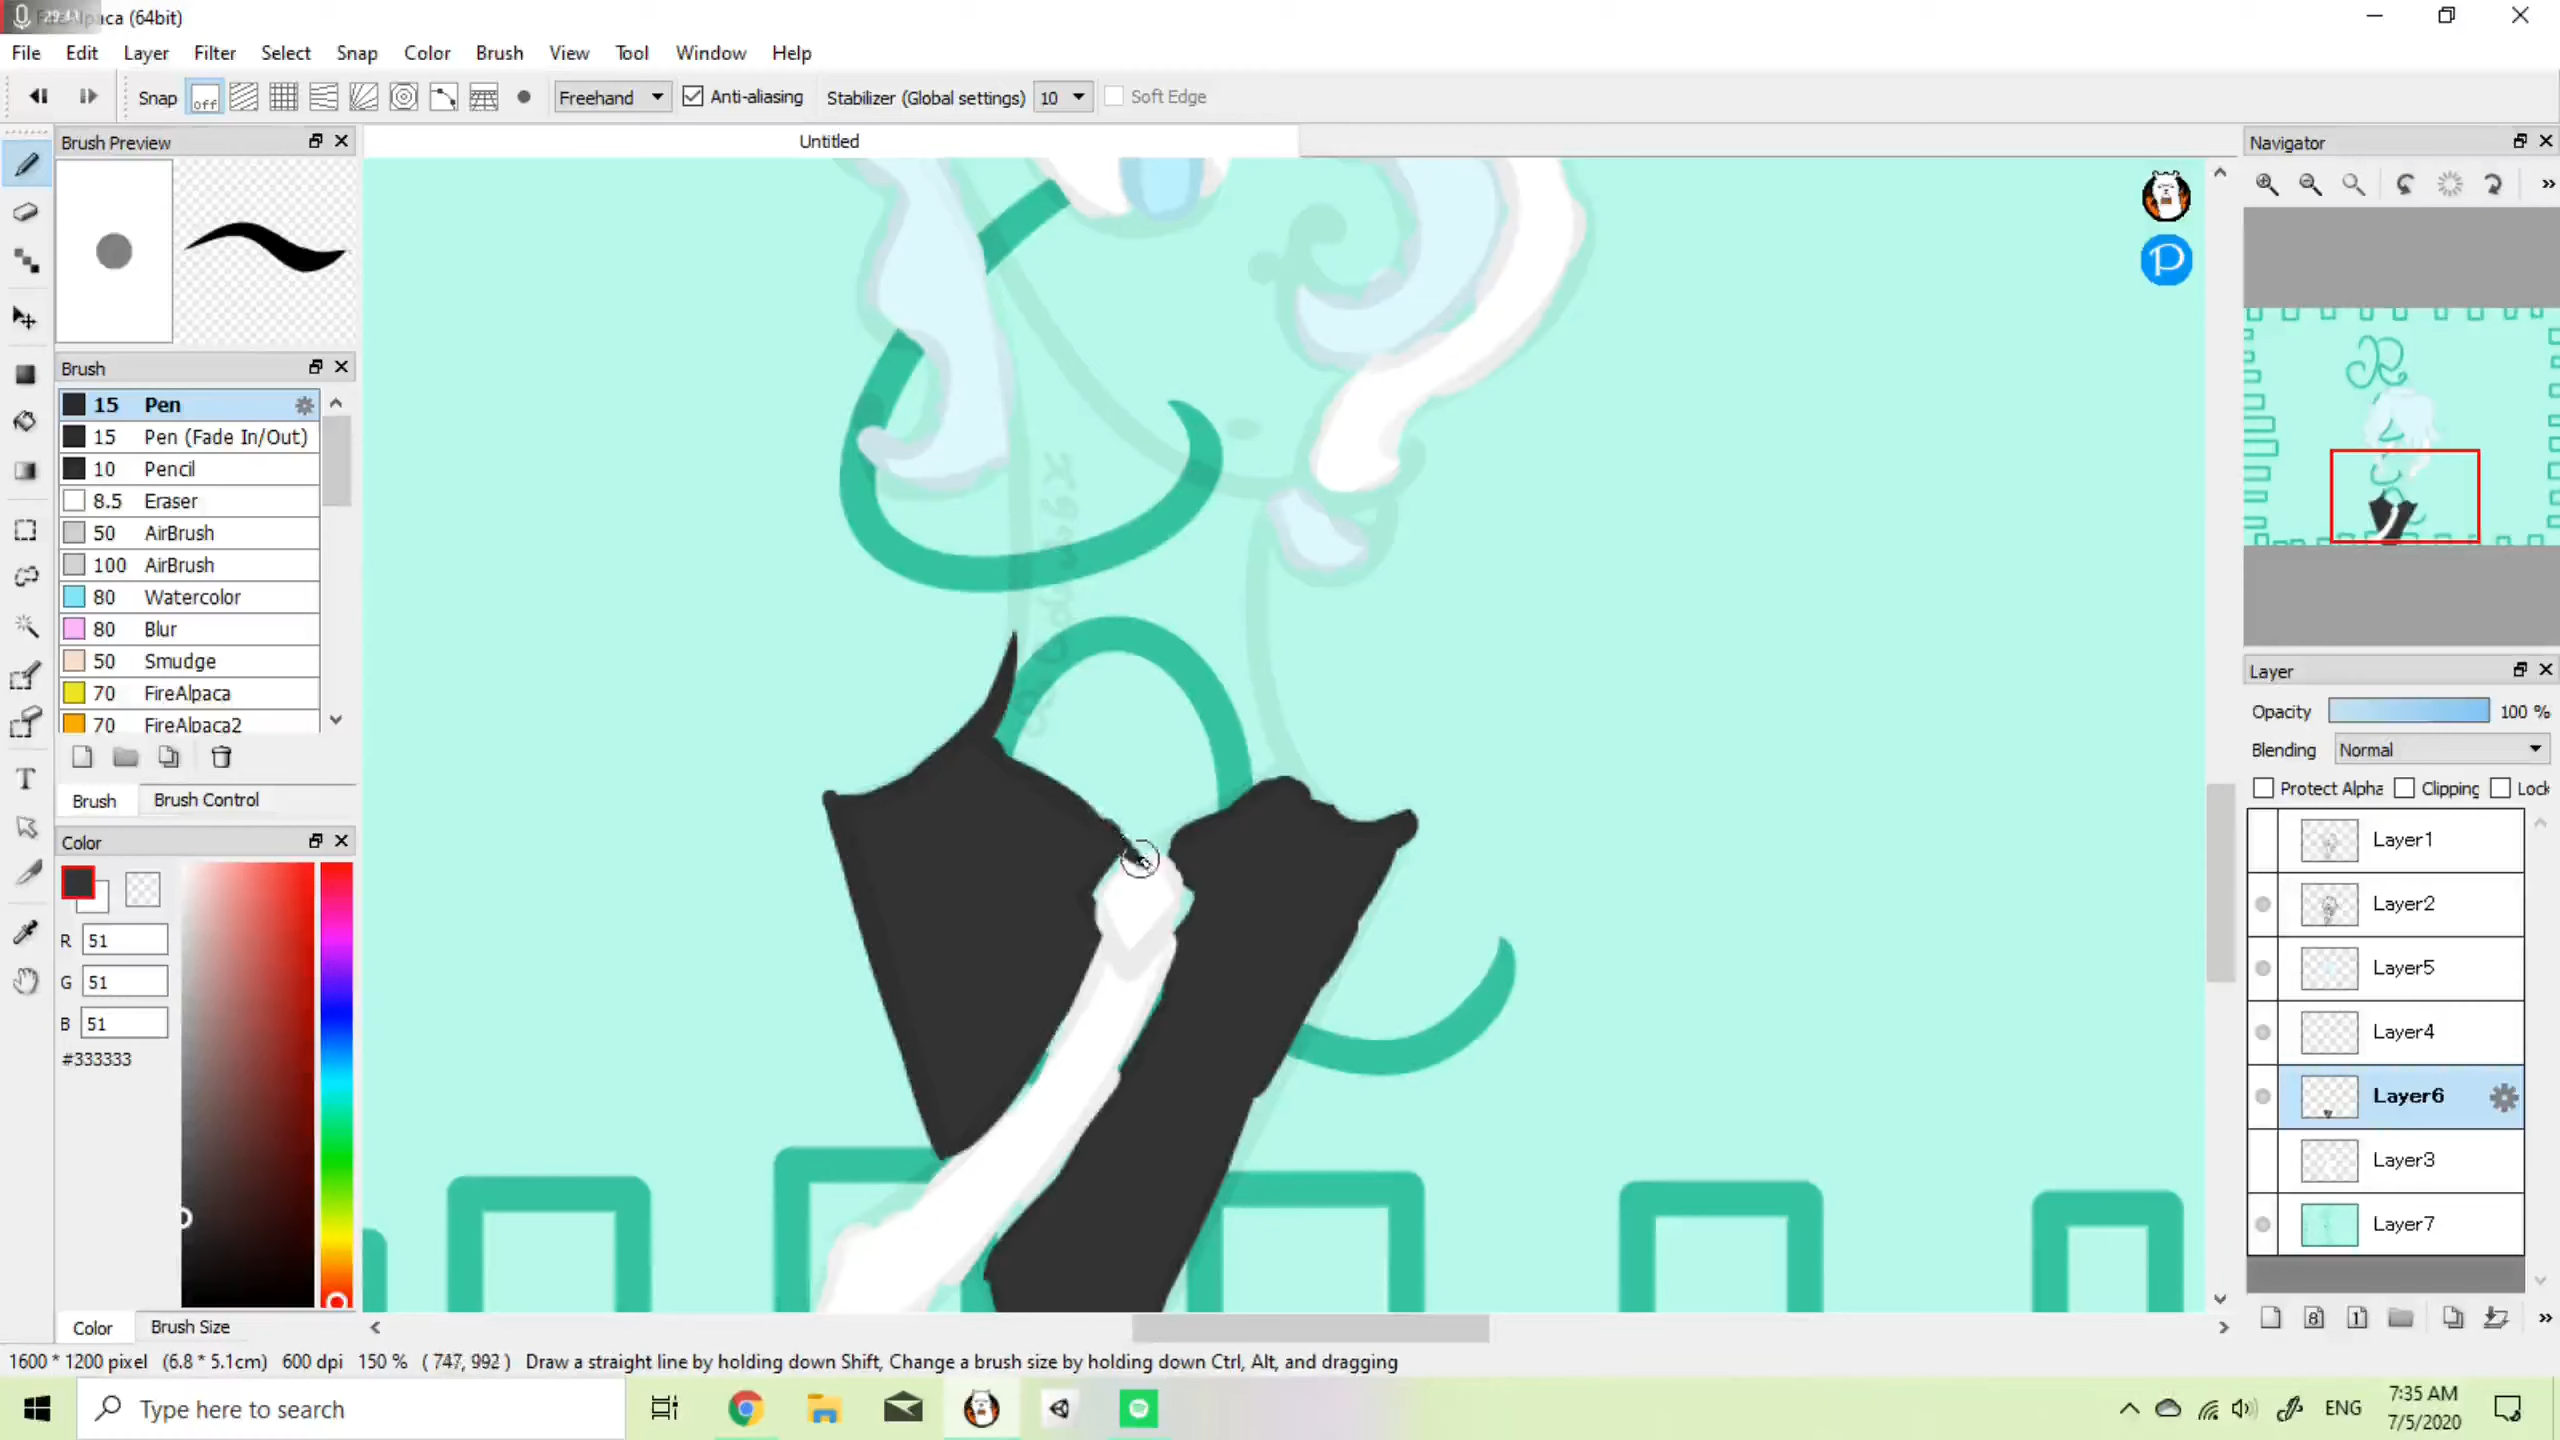 Alpaca (64bit)
File Edit Layer Filter Select Snap Color Brush View Tool Window Help
Snap off Freehand Anti-aliasing Stabilizer (Global settings) 10 Soft Edge
Untitled
Brush Preview
Brush
15 Pen
15 Pen (Fade In/Out)
10 Pencil
8.5 Eraser
50 AirBrush
100 AirBrush
80 Watercolor
80 Blur
50 Smudge
70 FireAlpaca
70 FireAlpaca2
Brush Brush Control
Color
R 51
G 51
B 51
#333333
Color Brush Size
Navigator
Layer
Opacity 100 %
Blending Normal
Protect Alpha Clipping Lock
Layer1
Layer2
Layer5
Layer4
Layer6
Layer3
Layer7
1600 * 1200 pixel (6.8 * 5.1cm) 600 dpi 150 % ( 747, 992 ) Draw a straight line by holding down Shift, Change a brush size by holding down Ctrl, Alt, and dragging
Type here to search
ENG
7:35 AM
7/5/2020